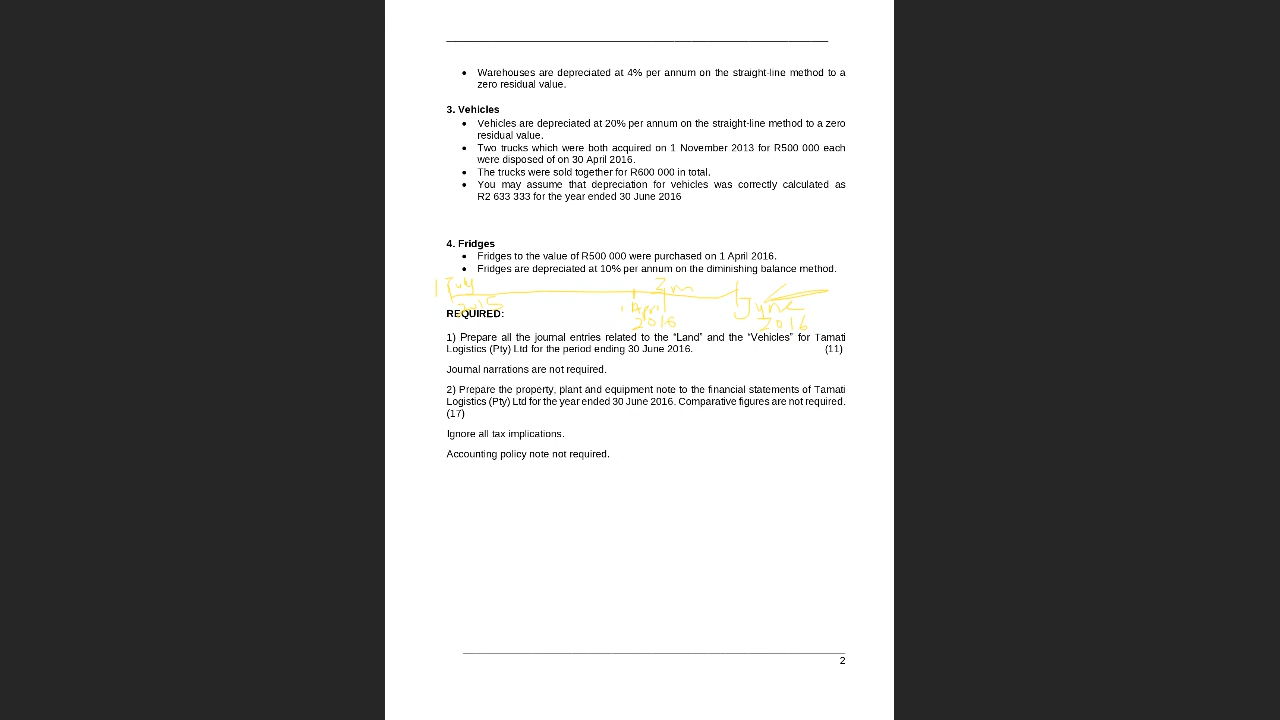 • Warehouses are depreciated at 4% per annum on the straight-line method to a
zero residual value.
3. Vehicles
• Vehicles are depreciated at 20% per annum on the straight-line method to a zero
residual value.
• Two trucks which were both acquired on 1 November 2013 for R500 000 each
were disposed of on 30 April 2016.
• The trucks were sold together for R600 000 in total.
• You may assume that depreciation for vehicles was correctly calculated as
R2 633 333 for the year ended 30 June 2016
4. Fridges
• Fridges to the value of R500 000 were purchased on 1 April 2016.
• Fridges are depreciated at 10% per annum on the diminishing balance method.
1 July
2015
3m
1 April
2016
June
2016
REQUIRED:
1) Prepare all the journal entries related to the “Land” and the “Vehicles” for Tamati
Logistics (Pty) Ltd for the period ending 30 June 2016. (11)
Journal narrations are not required.
2) Prepare the property, plant and equipment note to the financial statements of Tamati
Logistics (Pty) Ltd for the year ended 30 June 2016. Comparative figures are not required.
(17)
Ignore all tax implications.
Accounting policy note not required.
2